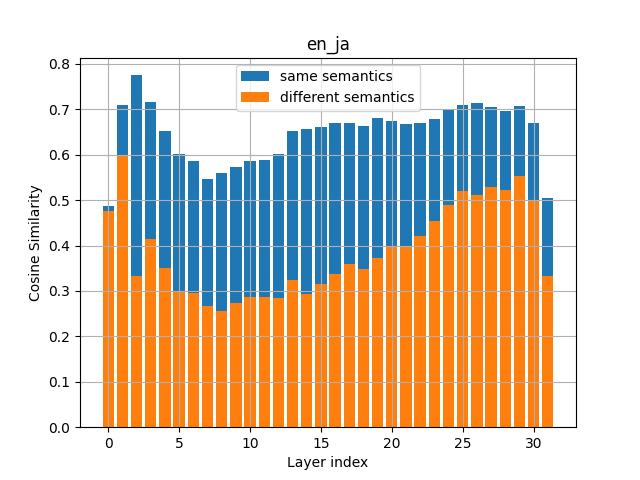 en_ja
same semantics
different semantics
Cosine Similarity
0.8
0.7
0.6
0.5
0.4
0.3
0.2
0.1
0.0
0 5 10 15 20 25 30
Layer index